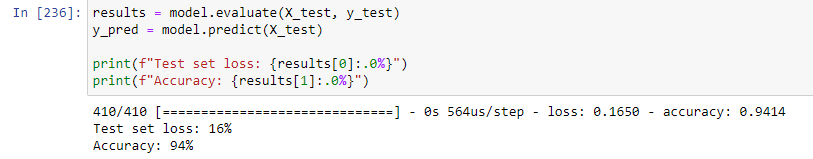 In [236]: results = model.evaluate(X_test, y_test)
y_pred = model.predict(X_test)
print(f"Test set loss: {results[0]:.0%}")
print(f"Accuracy: {results[1]:.0%}")
410/410 [==============================] - 0s 564us/step - loss: 0.1650 - accuracy: 0.9414
Test set loss: 16%
Accuracy: 94%